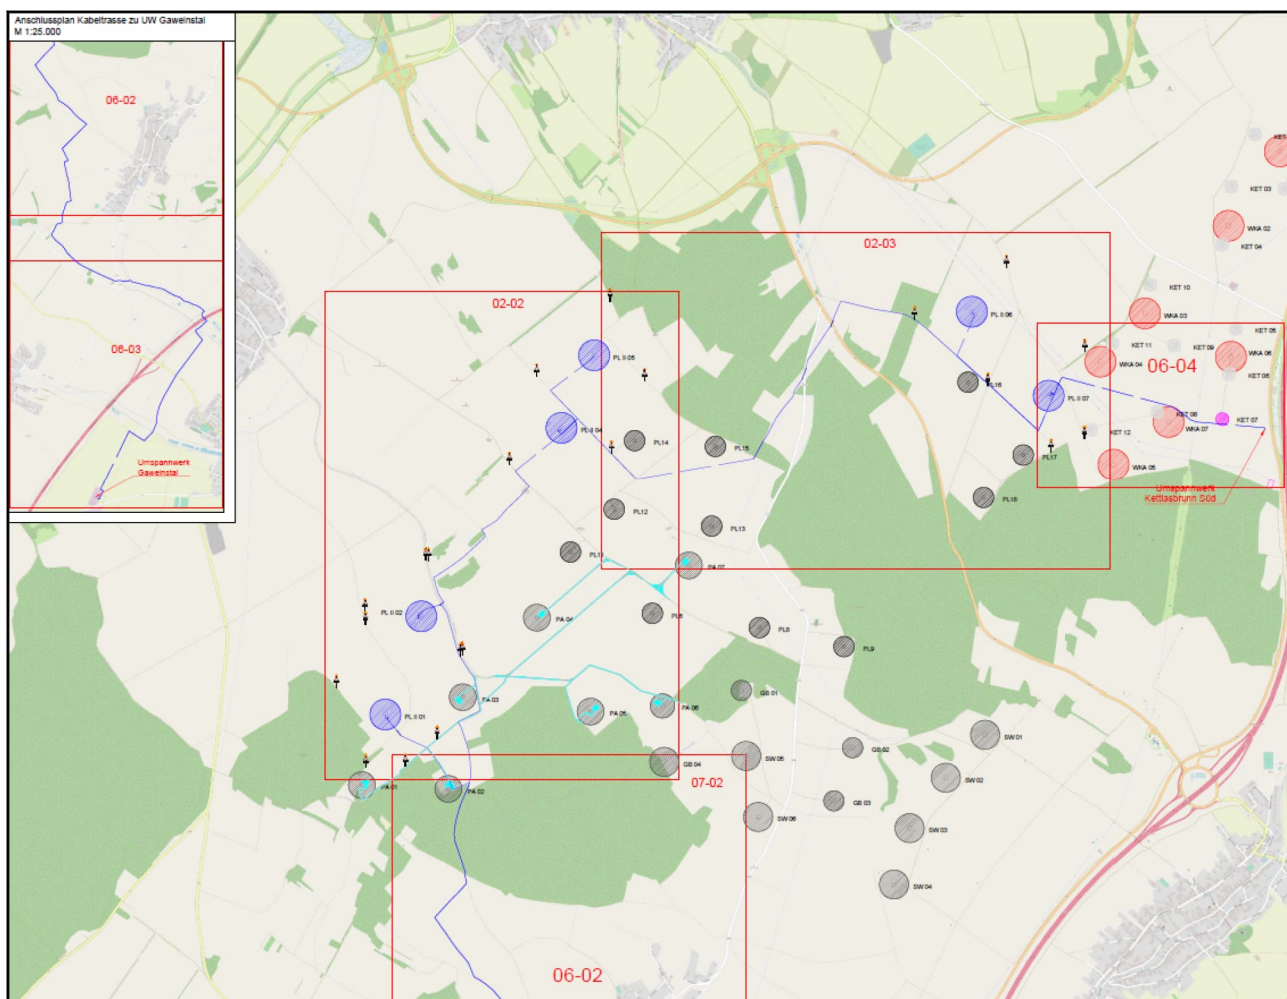 Anschlussplan Kabeltrasse zu UW Gaweinstal
M 1:25.000
06-02
06-03
Umspannwerk
Gaweinstal
02-03
02-02
KET 03
WKA 02
KET 04
KET 10
WKA 03
KET 05
PL II 06
KET 11
KET 09
WKA 06
WKA 04
06-04
KET 06
PL II 05
PL16
PL II 07
KET 08
KET 07
WKA 07
KET 12
PL II 04
PL14
PL15
PL17
WKA 05
Umspannwerk
Kettlasbrunn Süd
PL18
PL12
PL13
PL11
PA 07
PL II 02
PA 04
PL8
PL9
PA 03
GB 01
PA 06
PA 05
PL II 01
SW 01
GB 02
SW 05
GB 04
SW 02
07-02
PA 01
PA 02
GB 03
SW 06
SW 03
SW 04
06-02